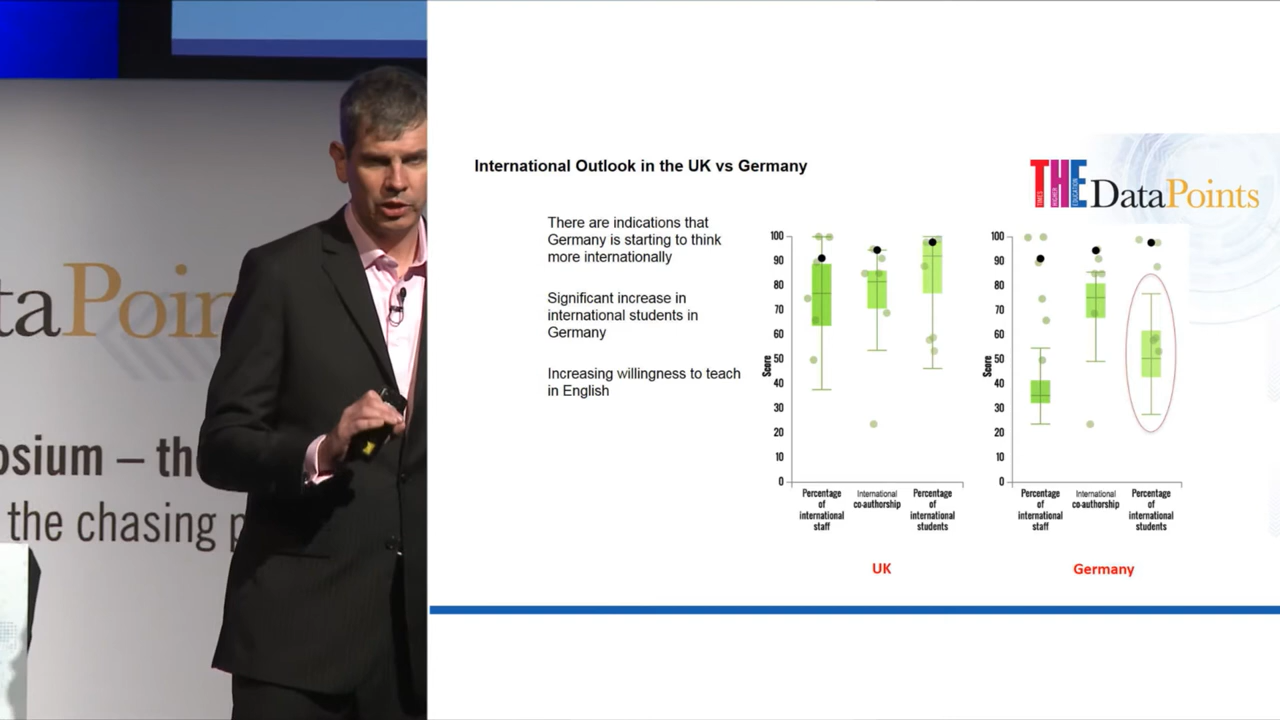 taPoin
osium – the
the chasing p
International Outlook in the UK vs Germany
THE
TIMES
HIGHER
EDUCATION
DataPoints
There are indications that
Germany is starting to think
more internationally
Significant increase in
international students in
Germany
Increasing willingness to teach
in English
Score
100
90
80
70
60
50
40
30
20
10
0
Percentage
of
international
staff
International
co-authorship
Percentage
of
international
students
UK
Score
100
90
80
70
60
50
40
30
20
10
0
Percentage
of
international
staff
International
co-authorship
Percentage
of
international
students
Germany